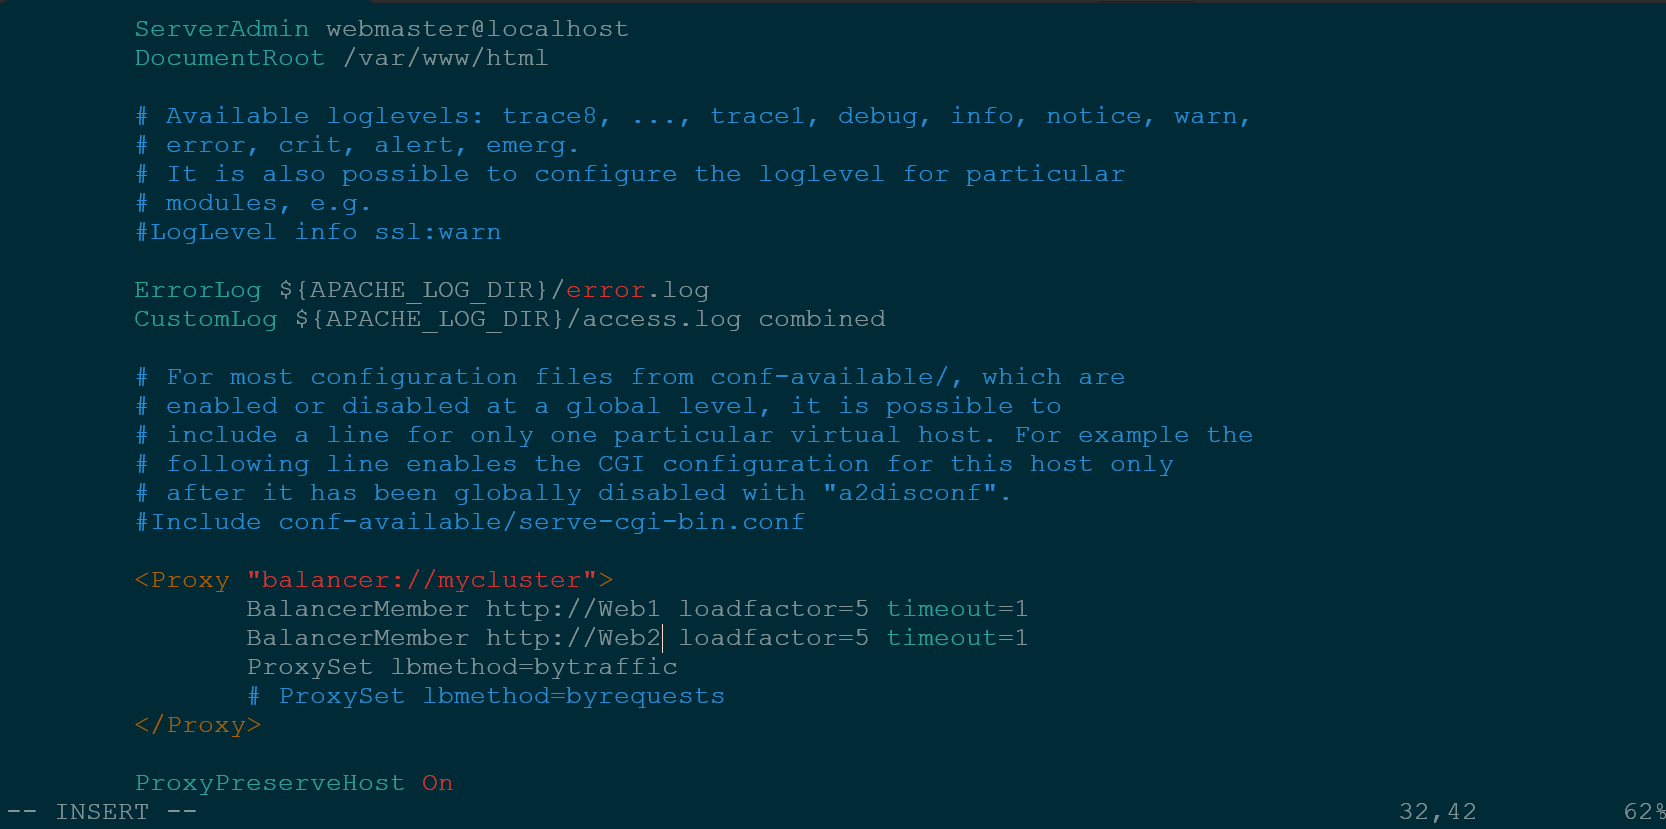 ServerAdmin webmaster@localhost
DocumentRoot /var/www/html
# Available loglevels: trace8, ..., trace1, debug, info, notice, warn,
# error, crit, alert, emerg.
# It is also possible to configure the loglevel for particular
# modules, e.g.
#LogLevel info ssl:warn
ErrorLog ${APACHE_LOG_DIR}/error.log
CustomLog ${APACHE_LOG_DIR}/access.log combined
# For most configuration files from conf-available/, which are
# enabled or disabled at a global level, it is possible to
# include a line for only one particular virtual host. For example the
# following line enables the CGI configuration for this host only
# after it has been globally disabled with "a2disconf".
#Include conf-available/serve-cgi-bin.conf
<Proxy "balancer://mycluster">
BalancerMember http://Web1 loadfactor=5 timeout=1
BalancerMember http://Web2 loadfactor=5 timeout=1
ProxySet lbmethod=bytraffic
# ProxySet lbmethod=byrequests
</Proxy>
ProxyPreserveHost On
-- INSERT -- 32,42 62%